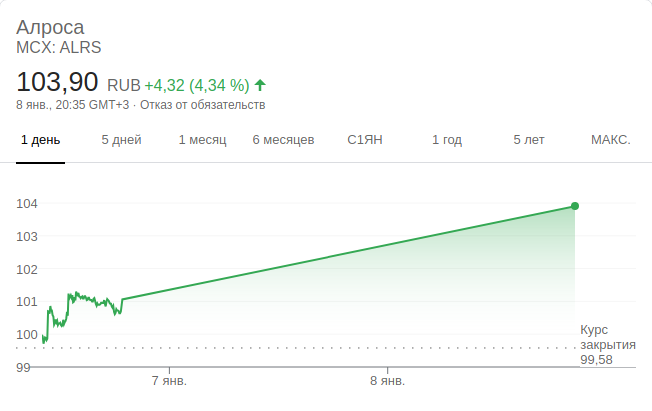 Алроса
MCX: ALRS
103,90 RUB +4,32 (4,34 %)
8 янв., 20:35 GMT+3 · Отказ от обязательств
1 день 5 дней 1 месяц 6 месяцев С1ЯН 1 год 5 лет МАКС.
104
103
102
101
100
99
Курс
закрытия
99,58
7 янв. 8 янв.